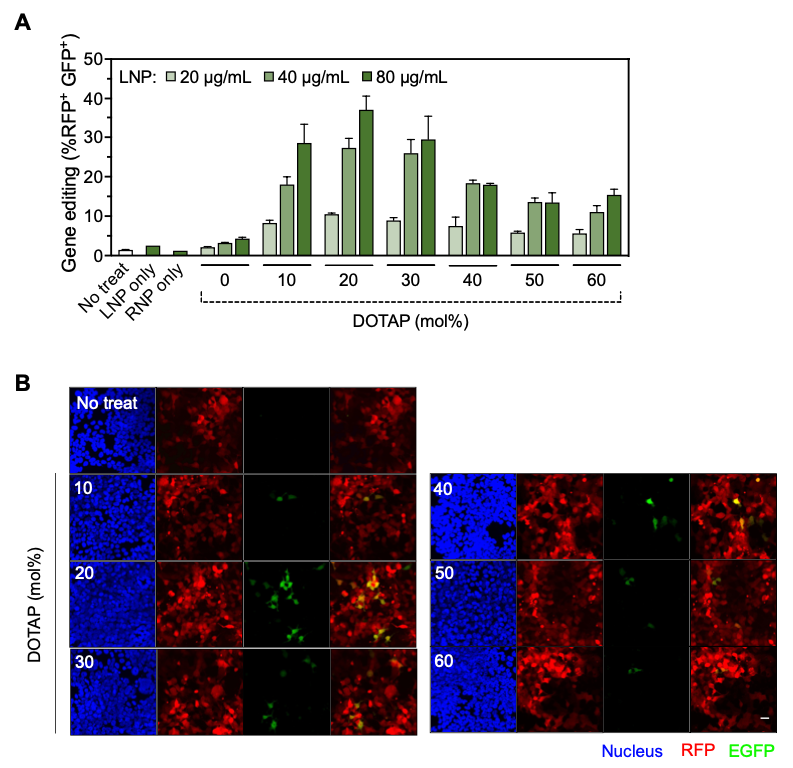 A
Gene editing (%RFP⁺ GFP⁺)
50
40
30
20
10
0
LNP: 20 µg/mL 40 µg/mL 80 µg/mL
No treat
LNP only
RNP only
0 10 20 30 40 50 60
DOTAP (mol%)
B
DOTAP (mol%)
No treat
10
20
30
40
50
60
Nucleus RFP EGFP